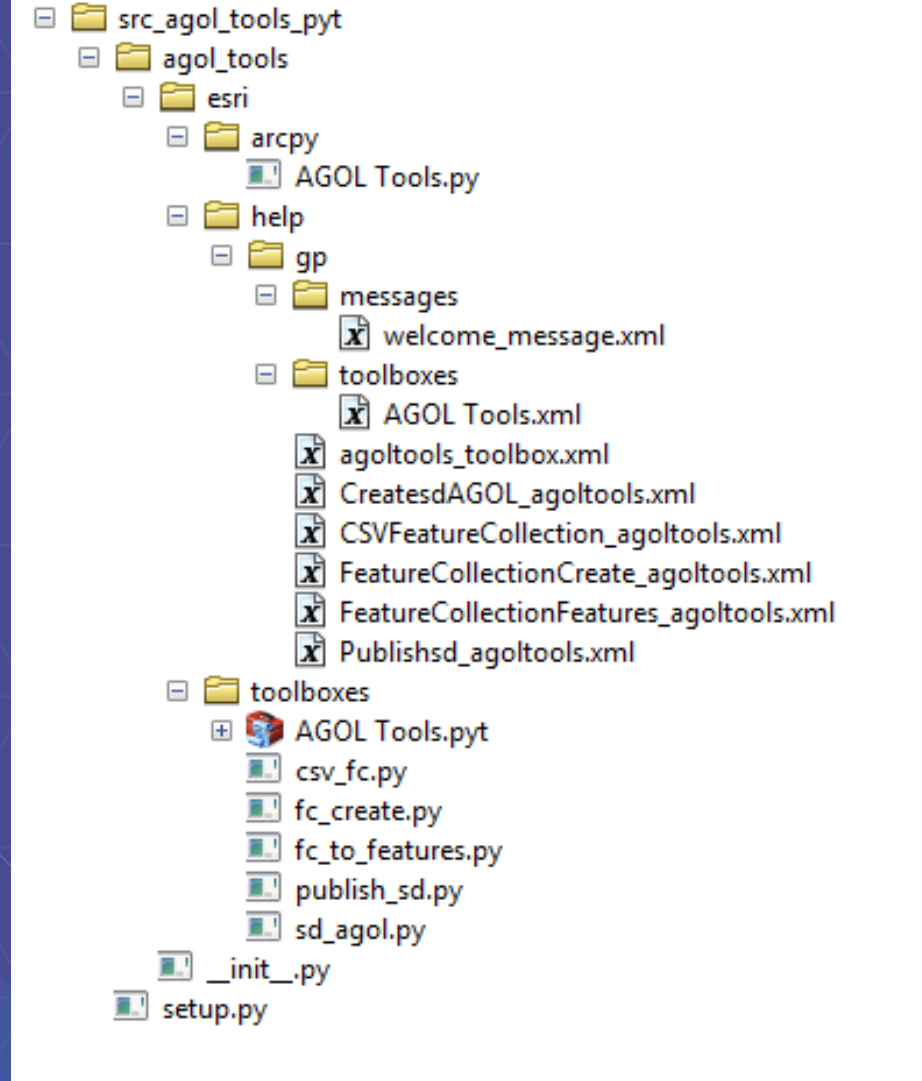 src_agol_tools_pyt
agol_tools
esri
arcpy
AGOL Tools.py
help
gp
messages
welcome_message.xml
toolboxes
AGOL Tools.xml
agoltools_toolbox.xml
CreatesdAGOL_agoltools.xml
CSVFeatureCollection_agoltools.xml
FeatureCollectionCreate_agoltools.xml
FeatureCollectionFeatures_agoltools.xml
Publishsd_agoltools.xml
toolboxes
AGOL Tools.pyt
csv_fc.py
fc_create.py
fc_to_features.py
publish_sd.py
sd_agol.py
__init__.py
setup.py